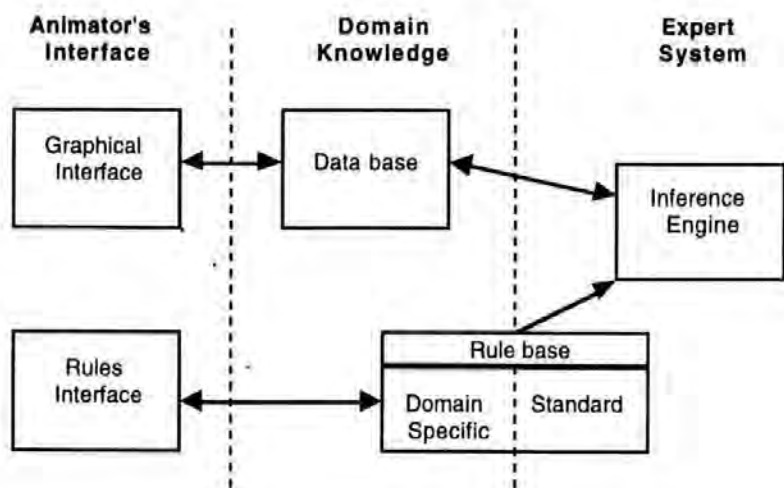 Animator's
Interface
Domain
Knowledge
Expert
System
Graphical
Interface
Data base
Inference
Engine
Rules
Interface
Rule base
Domain
Specific
Standard